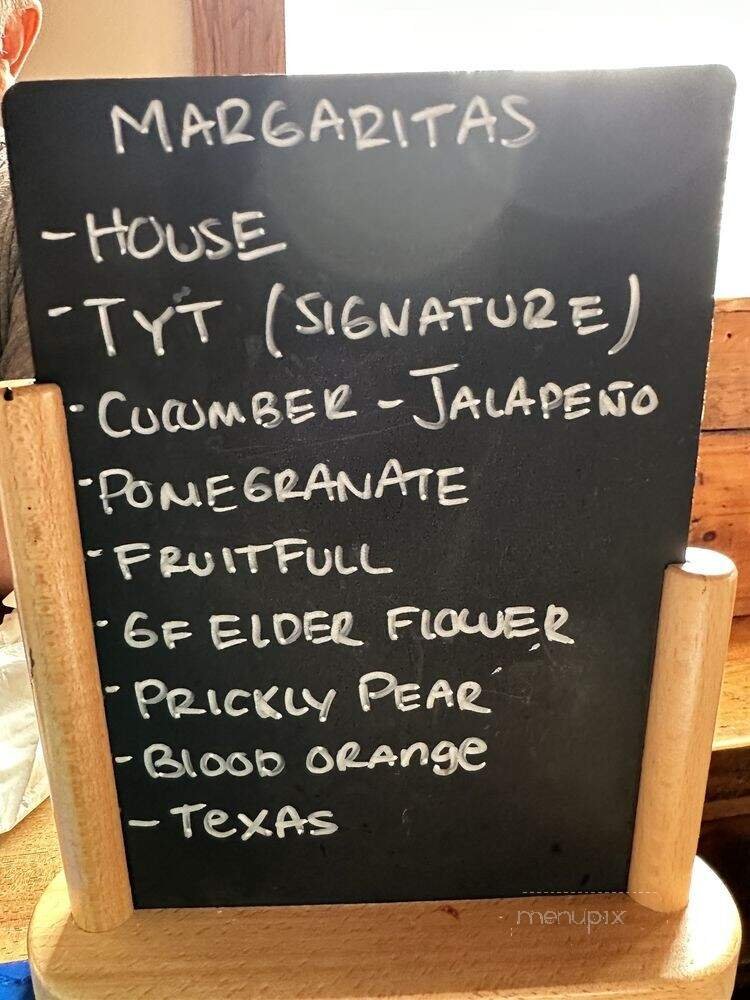 MARGARITAS
- HOUSE
- TYT (SIGNATURE)
- CUCUMBER - JALAPEÑO
- POMEGRANATE
- FRUITFULL
- GF ELDER FLOWER
- PRICKLY PEAR
- BLOOD ORANge
- TeXAS
menupix